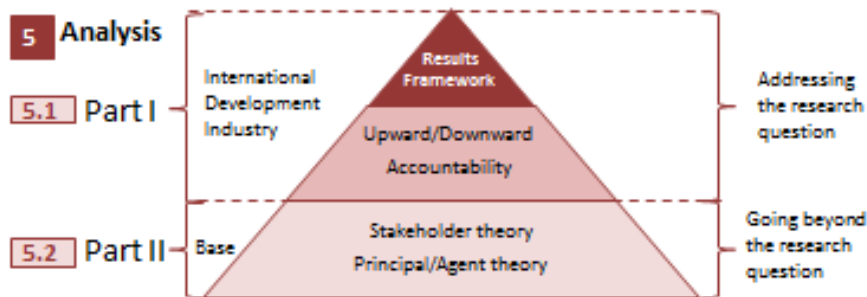 5 Analysis
5.1 Part I
International
Development
Industry
Results
Framework
Upward/Downward
Accountability
Addressing
the research
question
5.2 Part II
Base
Stakeholder theory
Principal/Agent theory
Going beyond
the research
question